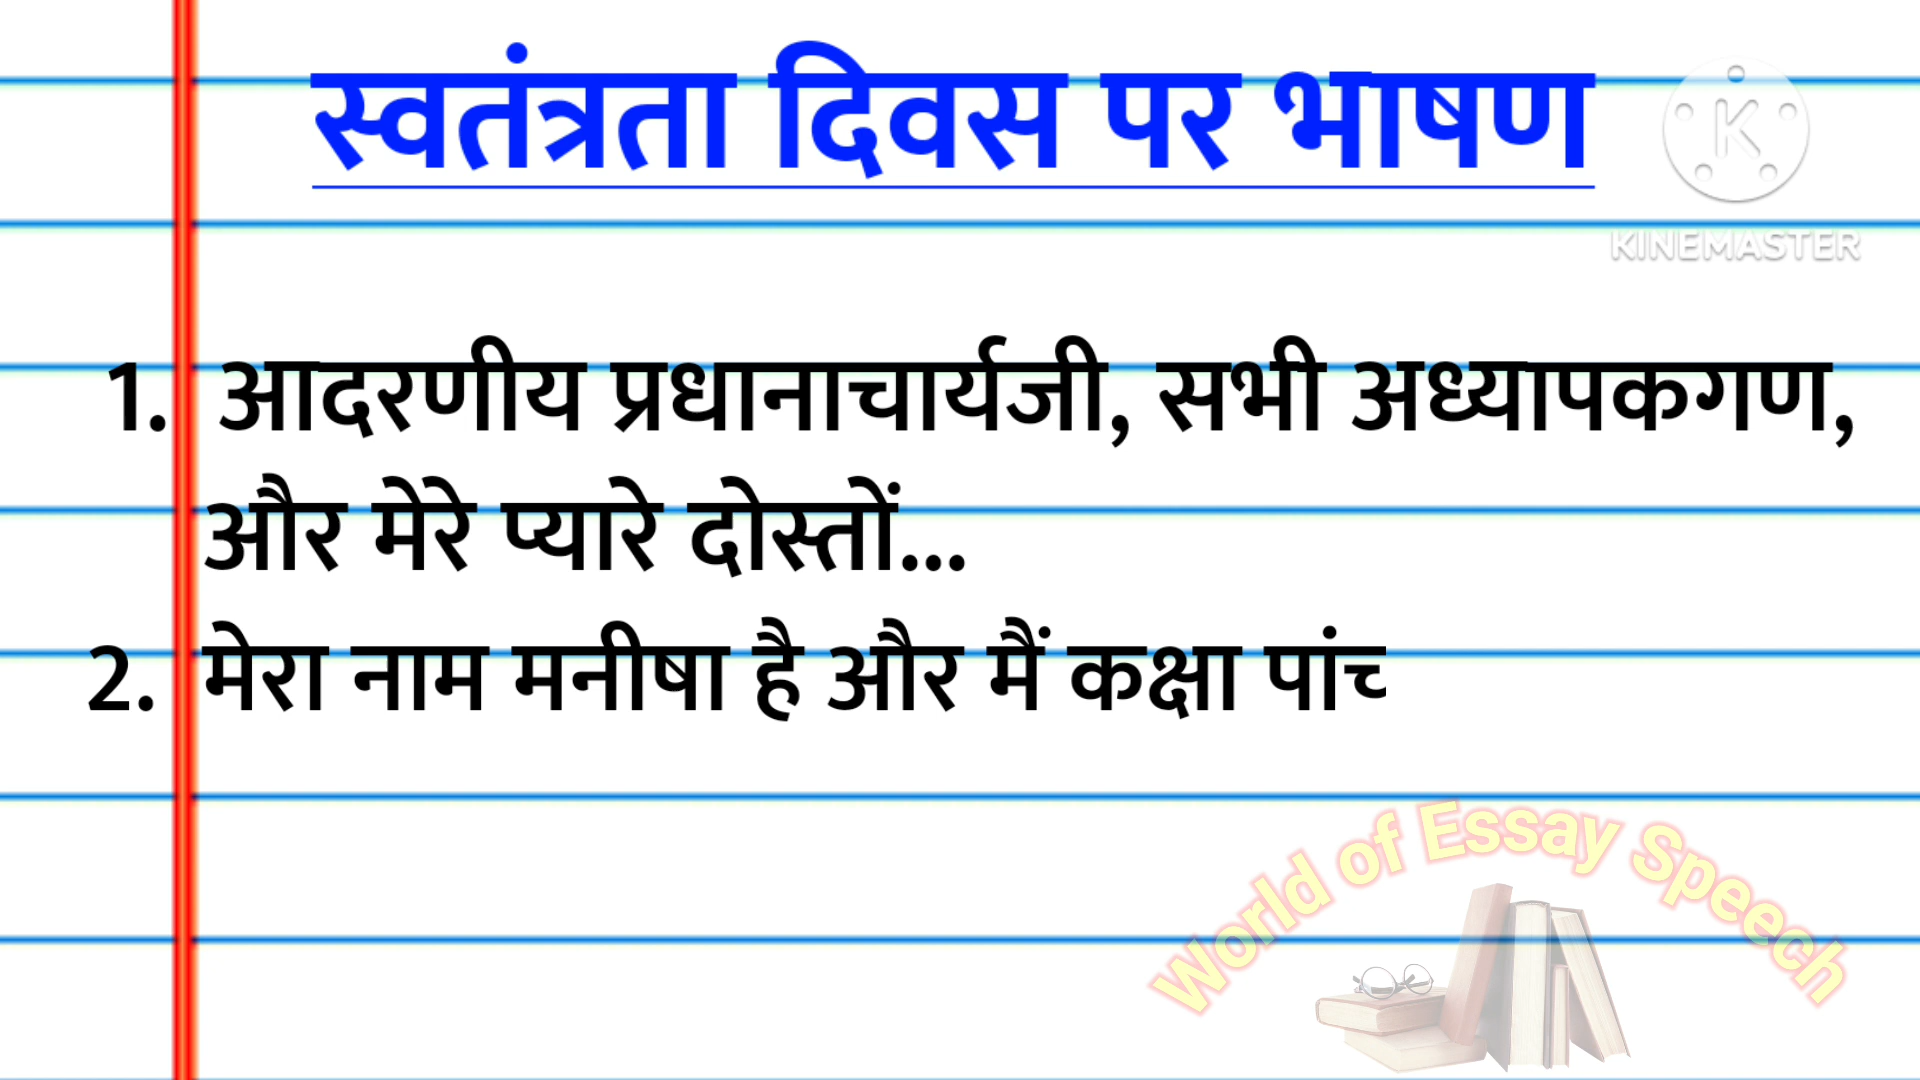 स्वतंत्रता दिवस पर भाषण
KINEMASTER
1. आदरणीय प्रधानाचार्यजी, सभी अध्यापकगण,
और मेरे प्यारे दोस्तों...
2. मेरा नाम मनीषा है और मैं कक्षा पांच
World of Essay Speech